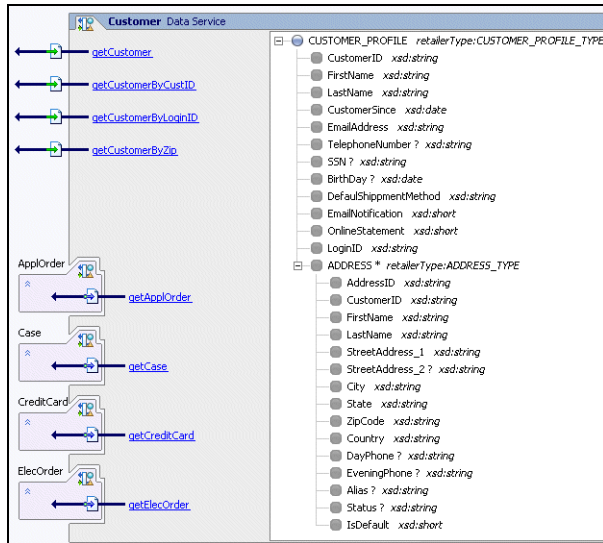 Customer Data Service
getCustomer
getCustomerByCustID
getCustomerByLoginID
getCustomerByZip
ApplOrder
getApplOrder
Case
getCase
CreditCard
getCreditCard
ElecOrder
getElecOrder
CUSTOMER_PROFILE retailerType:CUSTOMER_PROFILE_TYPE
CustomerID xsd:string
FirstName xsd:string
LastName xsd:string
CustomerSince xsd:date
EmailAddress xsd:string
TelephoneNumber ? xsd:string
SSN ? xsd:string
BirthDay ? xsd:date
DefaulShippmentMethod xsd:string
EmailNotification xsd:short
OnlineStatement xsd:short
LoginID xsd:string
ADDRESS * retailerType:ADDRESS_TYPE
AddressID xsd:string
CustomerID xsd:string
FirstName xsd:string
LastName xsd:string
StreetAddress_1 xsd:string
StreetAddress_2 ? xsd:string
City xsd:string
State xsd:string
ZipCode xsd:string
Country xsd:string
DayPhone ? xsd:string
EveningPhone ? xsd:string
Alias ? xsd:string
Status ? xsd:string
IsDefault xsd:short